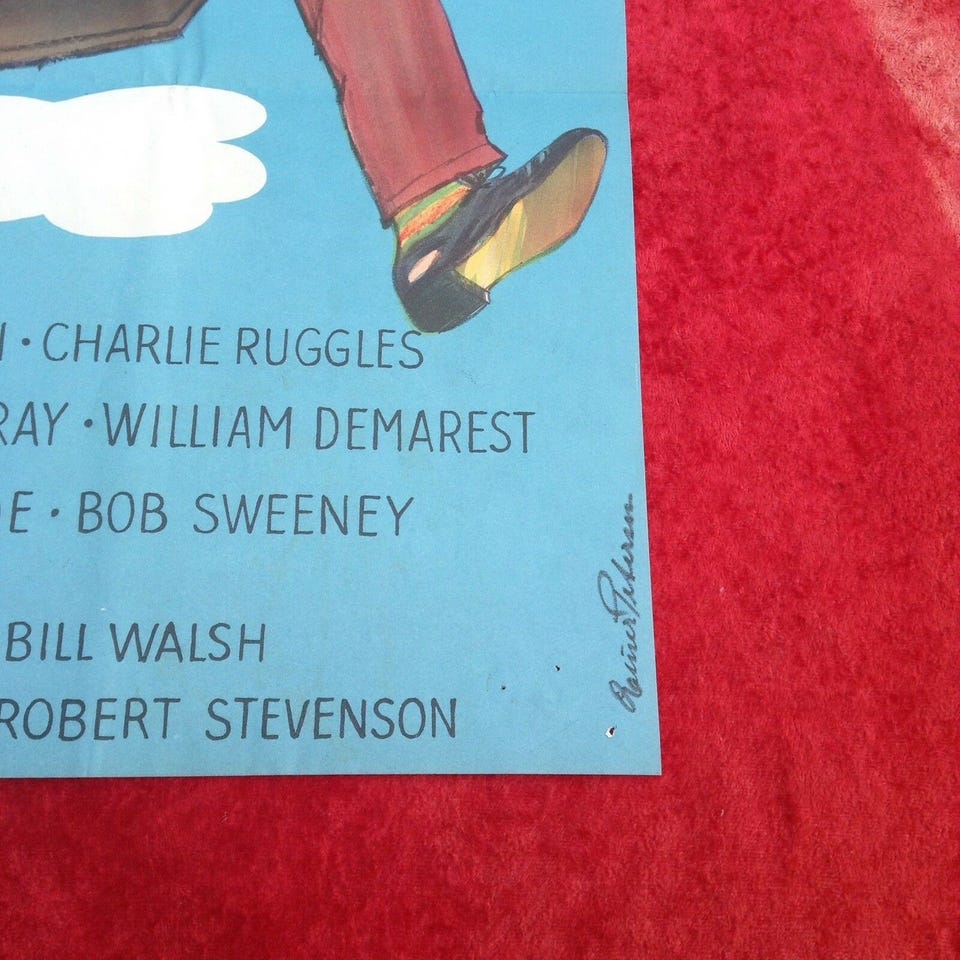 · CHARLIE RUGGLES
RAY · WILLIAM DEMAREST
· BOB SWEENEY
BILL WALSH
ROBERT STEVENSON